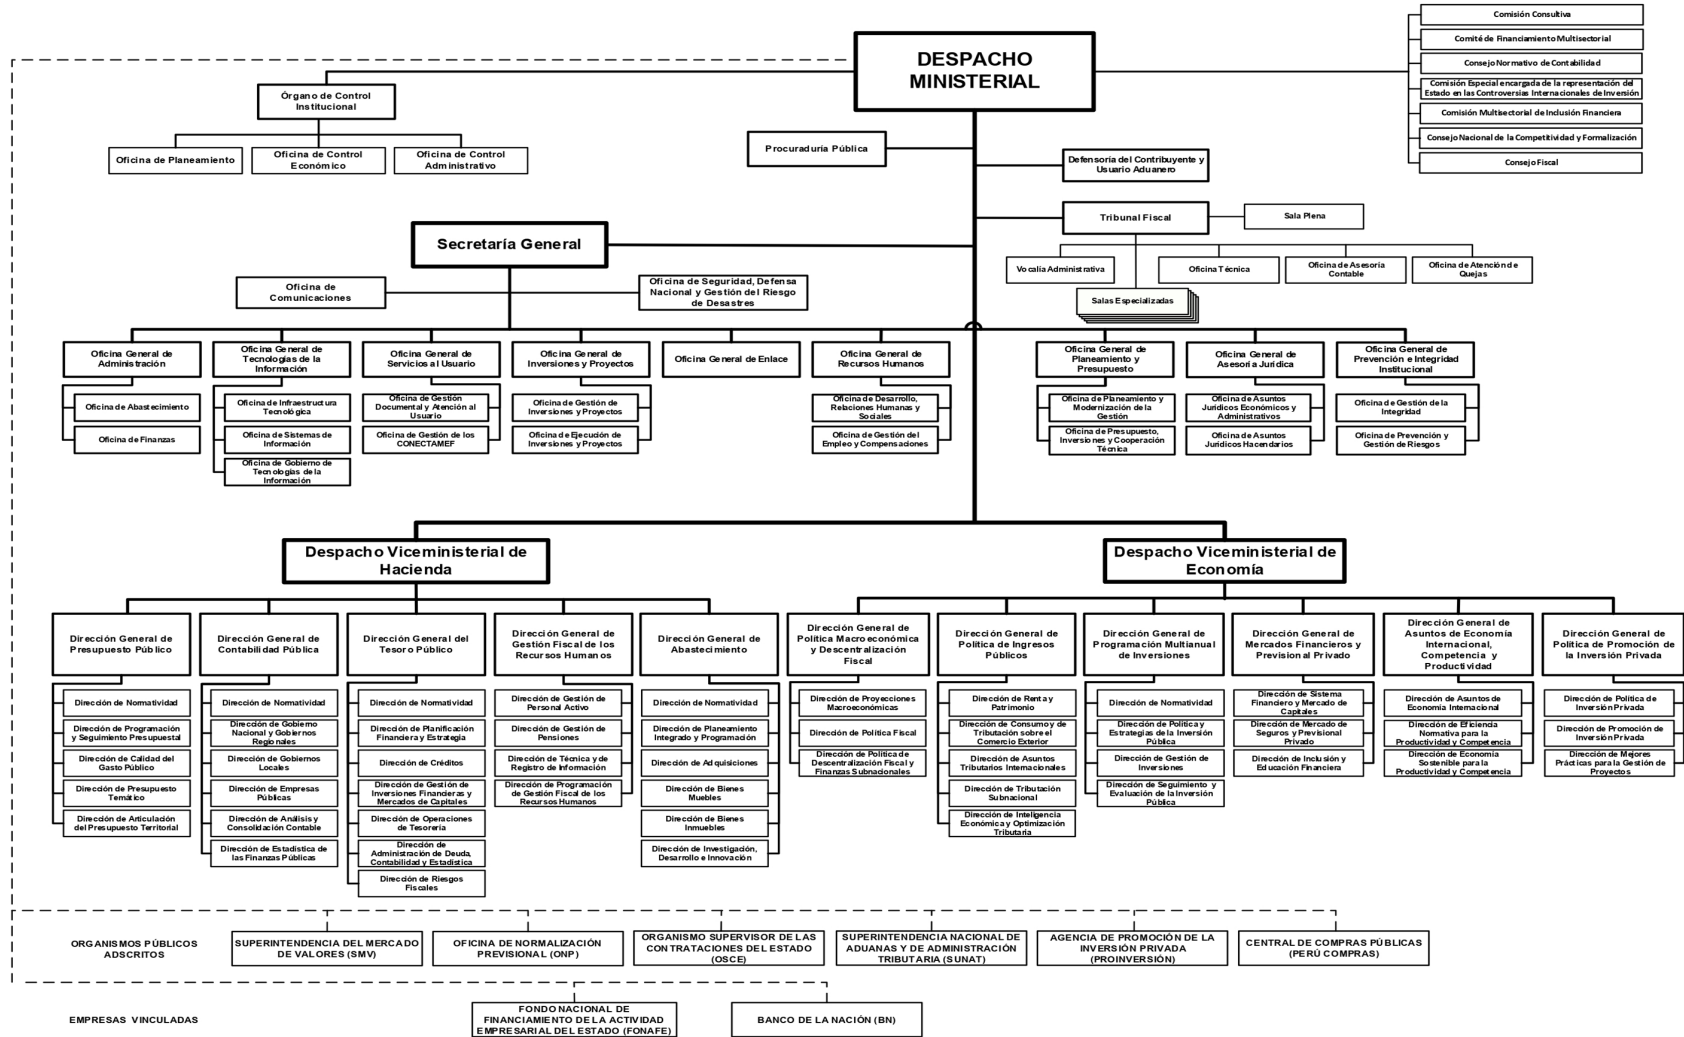 DESPACHO
MINISTERIAL
Comisión Consultiva
Comité de Financiamiento Multisectorial
Consejo Normativo de Contabilidad
Comisión Especial encargada de la representación del
Estado en las Controversias Internacionales de Inversión
Comisión Multisectorial de Inclusión Financiera
Consejo Nacional de la Competitividad y Formalización
Consejo Fiscal
Órgano de Control
Institucional
Oficina de Planeamiento
Oficina de Control
Económico
Oficina de Control
Administrativo
Procuraduría Pública
Defensoría del Contribuyente y
Usuario Aduanero
Tribunal Fiscal
Sala Plena
Vocalía Administrativa
Oficina Técnica
Oficina de Asesoría
Contable
Oficina de Atención de
Quejas
Salas Especializadas
Secretaría General
Oficina de
Comunicaciones
Oficina de Seguridad, Defensa
Nacional y Gestión del Riesgo
de Desastres
Oficina General de
Administración
Oficina de Abastecimiento
Oficina de Finanzas
Oficina General de
Tecnologías de la
Información
Oficina de Infraestructura
Tecnológica
Oficina de Sistemas de
Información
Oficina de Gobierno de
Tecnologías de la
Información
Oficina General de
Servicios al Usuario
Oficina de Gestión
Documental y Atención al
Usuario
Oficina de Gestión de los
CONECTAMEF
Oficina General de
Inversiones y Proyectos
Oficina de Gestión de
Inversiones y Proyectos
Oficina de Ejecución de
Inversiones y Proyectos
Oficina General de Enlace
Oficina General de
Recursos Humanos
Oficina de Desarrollo,
Relaciones Humanas y
Sociales
Oficina de Gestión del
Empleo y Compensaciones
Oficina General de
Planeamiento y
Presupuesto
Oficina de Planeamiento y
Modernización de la
Gestión
Oficina de Presupuesto,
Inversiones y Cooperación
Técnica
Oficina General de
Asesoría Jurídica
Oficina de Asuntos
Jurídicos Económicos y
Administrativos
Oficina de Asuntos
Jurídicos Hacendarios
Oficina General de
Prevención e Integridad
Institucional
Oficina de Gestión de la
Integridad
Oficina de Prevención y
Gestión de Riesgos
Despacho Viceministerial de
Hacienda
Dirección General de
Presupuesto Público
Dirección de Normatividad
Dirección de Programación
y Seguimiento Presupuestal
Dirección de Calidad del
Gasto Público
Dirección de Presupuesto
Temático
Dirección de Articulación
del Presupuesto Territorial
Dirección General de
Contabilidad Pública
Dirección de Normatividad
Dirección de Gobierno
Nacional y Gobiernos
Regionales
Dirección de Gobiernos
Locales
Dirección de Empresas
Públicas
Dirección de Análisis y
Consolidación Contable
Dirección de Estadística de
las Finanzas Públicas
Dirección General del
Tesoro Público
Dirección de Normatividad
Dirección de Planificación
Financiera y Estrategia
Dirección de Créditos
Dirección de Gestión de
Inversiones Financieras y
Mercados de Capitales
Dirección de Operaciones
de Tesorería
Dirección de
Administración de Deuda,
Contabilidad y Estadística
Dirección de Riesgos
Fiscales
Dirección General de
Gestión Fiscal de los
Recursos Humanos
Dirección de Gestión de
Personal Activo
Dirección de Gestión de
Pensiones
Dirección de Técnica y de
Registro de Información
Dirección de Programación
de Gestión Fiscal de los
Recursos Humanos
Dirección General de
Abastecimiento
Dirección de Normatividad
Dirección de Planeamiento
Integrado y Programación
Dirección de Adquisiciones
Dirección de Bienes
Muebles
Dirección de Bienes
Inmuebles
Dirección de Investigación,
Desarrollo e Innovación
Despacho Viceministerial de
Economía
Dirección General de
Política Macroeconómica
y Descentralización
Fiscal
Dirección de Proyecciones
Macroeconómicas
Dirección de Política Fiscal
Dirección de Política de
Descentralización Fiscal y
Finanzas Subnacionales
Dirección General de
Política de Ingresos
Públicos
Dirección de Renta y
Patrimonio
Dirección de Consumo y de
Tributación sobre el
Comercio Exterior
Dirección de Asuntos
Tributarios Internacionales
Dirección de Tributación
Subnacional
Dirección de Inteligencia
Económica y Optimización
Tributaria
Dirección General de
Programación Multianual
de Inversiones
Dirección de Normatividad
Dirección de Política y
Estrategias de la Inversión
Pública
Dirección de Gestión de
Inversiones
Dirección de Seguimiento y
Evaluación de la Inversión
Pública
Dirección General de
Mercados Financieros y
Previsional Privado
Dirección de Sistema
Financiero y Mercado de
Capitales
Dirección de Mercado de
Seguros y Previsional
Privado
Dirección de Inclusión y
Educación Financiera
Dirección General de
Asuntos de Economía
Internacional,
Competencia y
Productividad
Dirección de Asuntos de
Economía Internacional
Dirección de Eficiencia
Normativa para la
Productividad y Competencia
Dirección de Economía
Sostenible para la
Productividad y Competencia
Dirección General de
Política de Promoción de
la Inversión Privada
Dirección de Política de
Inversión Privada
Dirección de Promoción de
Inversión Privada
Dirección de Mejores
Prácticas para la Gestión de
Proyectos
ORGANISMOS PÚBLICOS
ADSCRITOS
SUPERINTENDENCIA DEL MERCADO
DE VALORES (SMV)
OFICINA DE NORMALIZACIÓN
PREVISIONAL (ONP)
ORGANISMO SUPERVISOR DE LAS
CONTRATACIONES DEL ESTADO
(OSCE)
SUPERINTENDENCIA NACIONAL DE
ADUANAS Y DE ADMINISTRACIÓN
TRIBUTARIA (SUNAT)
AGENCIA DE PROMOCIÓN DE LA
INVERSIÓN PRIVADA
(PROINVERSIÓN)
CENTRAL DE COMPRAS PÚBLICAS
(PERÚ COMPRAS)
EMPRESAS VINCULADAS
FONDO NACIONAL DE
FINANCIAMIENTO DE LA ACTIVIDAD
EMPRESARIAL DEL ESTADO (FONAFE)
BANCO DE LA NACIÓN (BN)